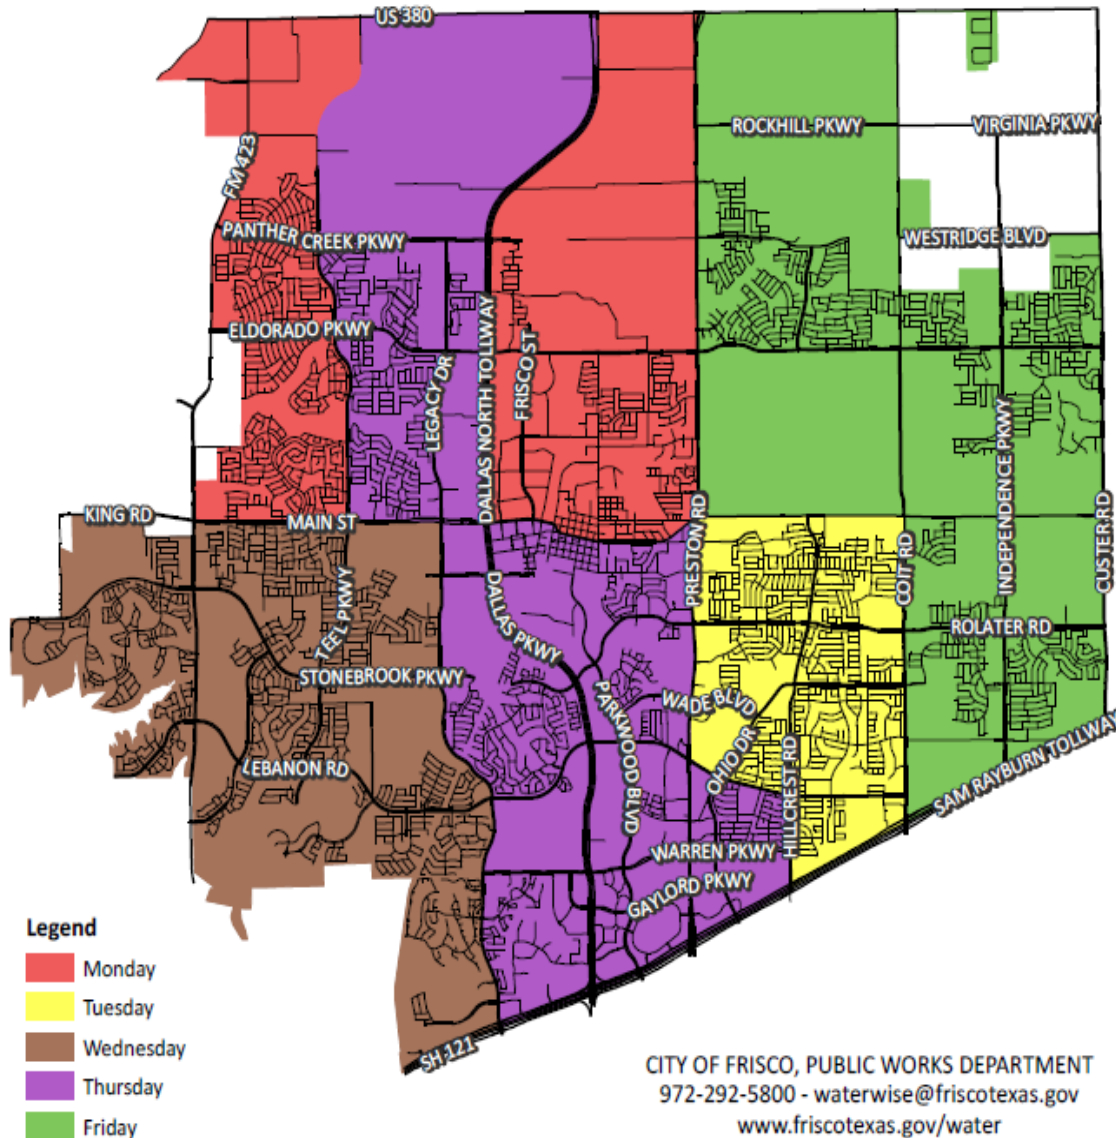 US 380
ROCKHILL PKWY
VIRGINIA PKWY
FM 423
PANTHER CREEK PKWY
WESTRIDGE BLVD
ELDORADO PKWY
LEGACY DR
DALLAS NORTH TOLLWAY
FRISCO ST
INDEPENDENCE PKWY
KING RD
MAIN ST
PRESTON RD
COIT RD
CUSTER RD
TEEL PKWY
DALLAS PKWY
ROLATER RD
STONEBROOK PKWY
PARKWOOD BLVD
WADE BLVD
OHIO DR
HILLCREST RD
LEBANON RD
SAM RAYBURN TOLLWAY
WARREN PKWY
GAYLORD PKWY
SH 121
Legend
Monday
Tuesday
Wednesday
Thursday
Friday
CITY OF FRISCO, PUBLIC WORKS DEPARTMENT
972-292-5800 - waterwise@friscotexas.gov
www.friscotexas.gov/water